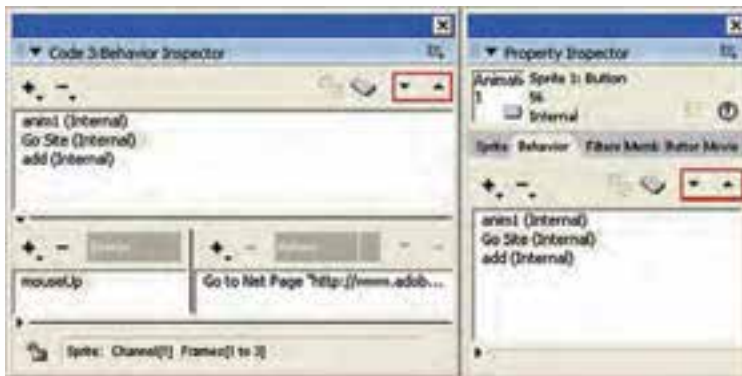 Code 3:Behavior Inspector
anim1 (Internal)
Go Site (Internal)
add (Internal)
mouseUp
Go to Net Page "http://www.adob...
Sprite: Channel[1] Frames[1 to 3]
Property Inspector
Sprite 1: Button
56
1
Internal
Sprite Behavior Filters Button Movie
anim1 (Internal)
Go Site (Internal)
add (Internal)